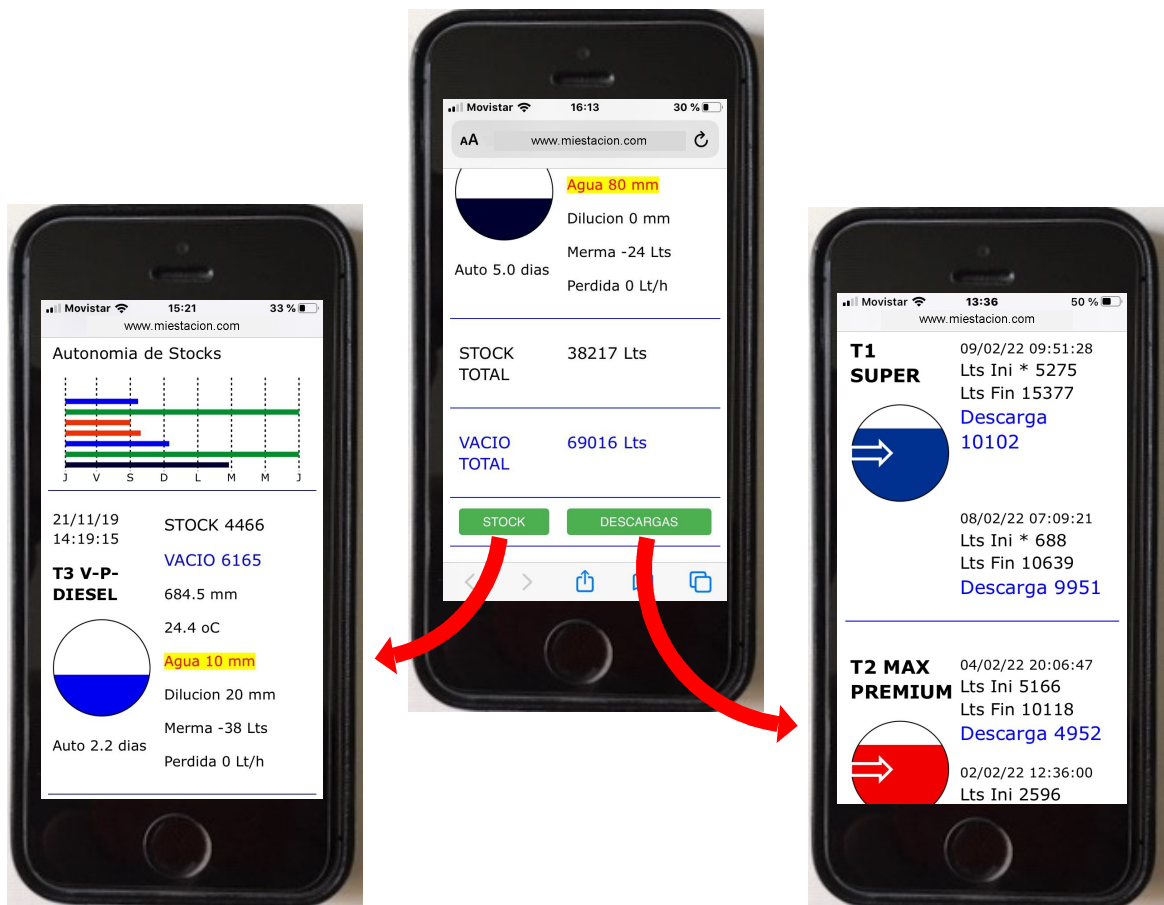 Movistar 15:21 33 %
www.miestacion.com
Autonomia de Stocks
J V S D L M M J
21/11/19
14:19:15
T3 V-P-
DIESEL
Auto 2.2 dias
STOCK 4466
VACIO 6165
684.5 mm
24.4 oC
Agua 10 mm
Dilucion 20 mm
Merma -38 Lts
Perdida 0 Lt/h
Movistar 16:13 30 %
AA www.miestacion.com
Agua 80 mm
Dilucion 0 mm
Merma -24 Lts
Auto 5.0 dias
Perdida 0 Lt/h
STOCK
TOTAL
38217 Lts
VACIO
TOTAL
69016 Lts
STOCK DESCARGAS
Movistar 13:36 50 %
www.miestacion.com
T1
SUPER
09/02/22 09:51:28
Lts Ini * 5275
Lts Fin 15377
Descarga
10102
08/02/22 07:09:21
Lts Ini * 688
Lts Fin 10639
Descarga 9951
T2 MAX
PREMIUM
04/02/22 20:06:47
Lts Ini 5166
Lts Fin 10118
Descarga 4952
02/02/22 12:36:00
Lts Ini 2596